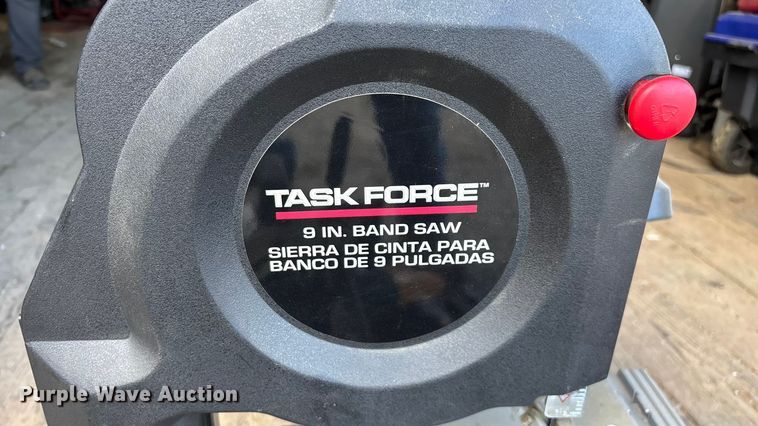 TASK FORCE™
9 IN. BAND SAW
SIERRA DE CINTA PARA
BANCO DE 9 PULGADAS
Purple Wave Auction